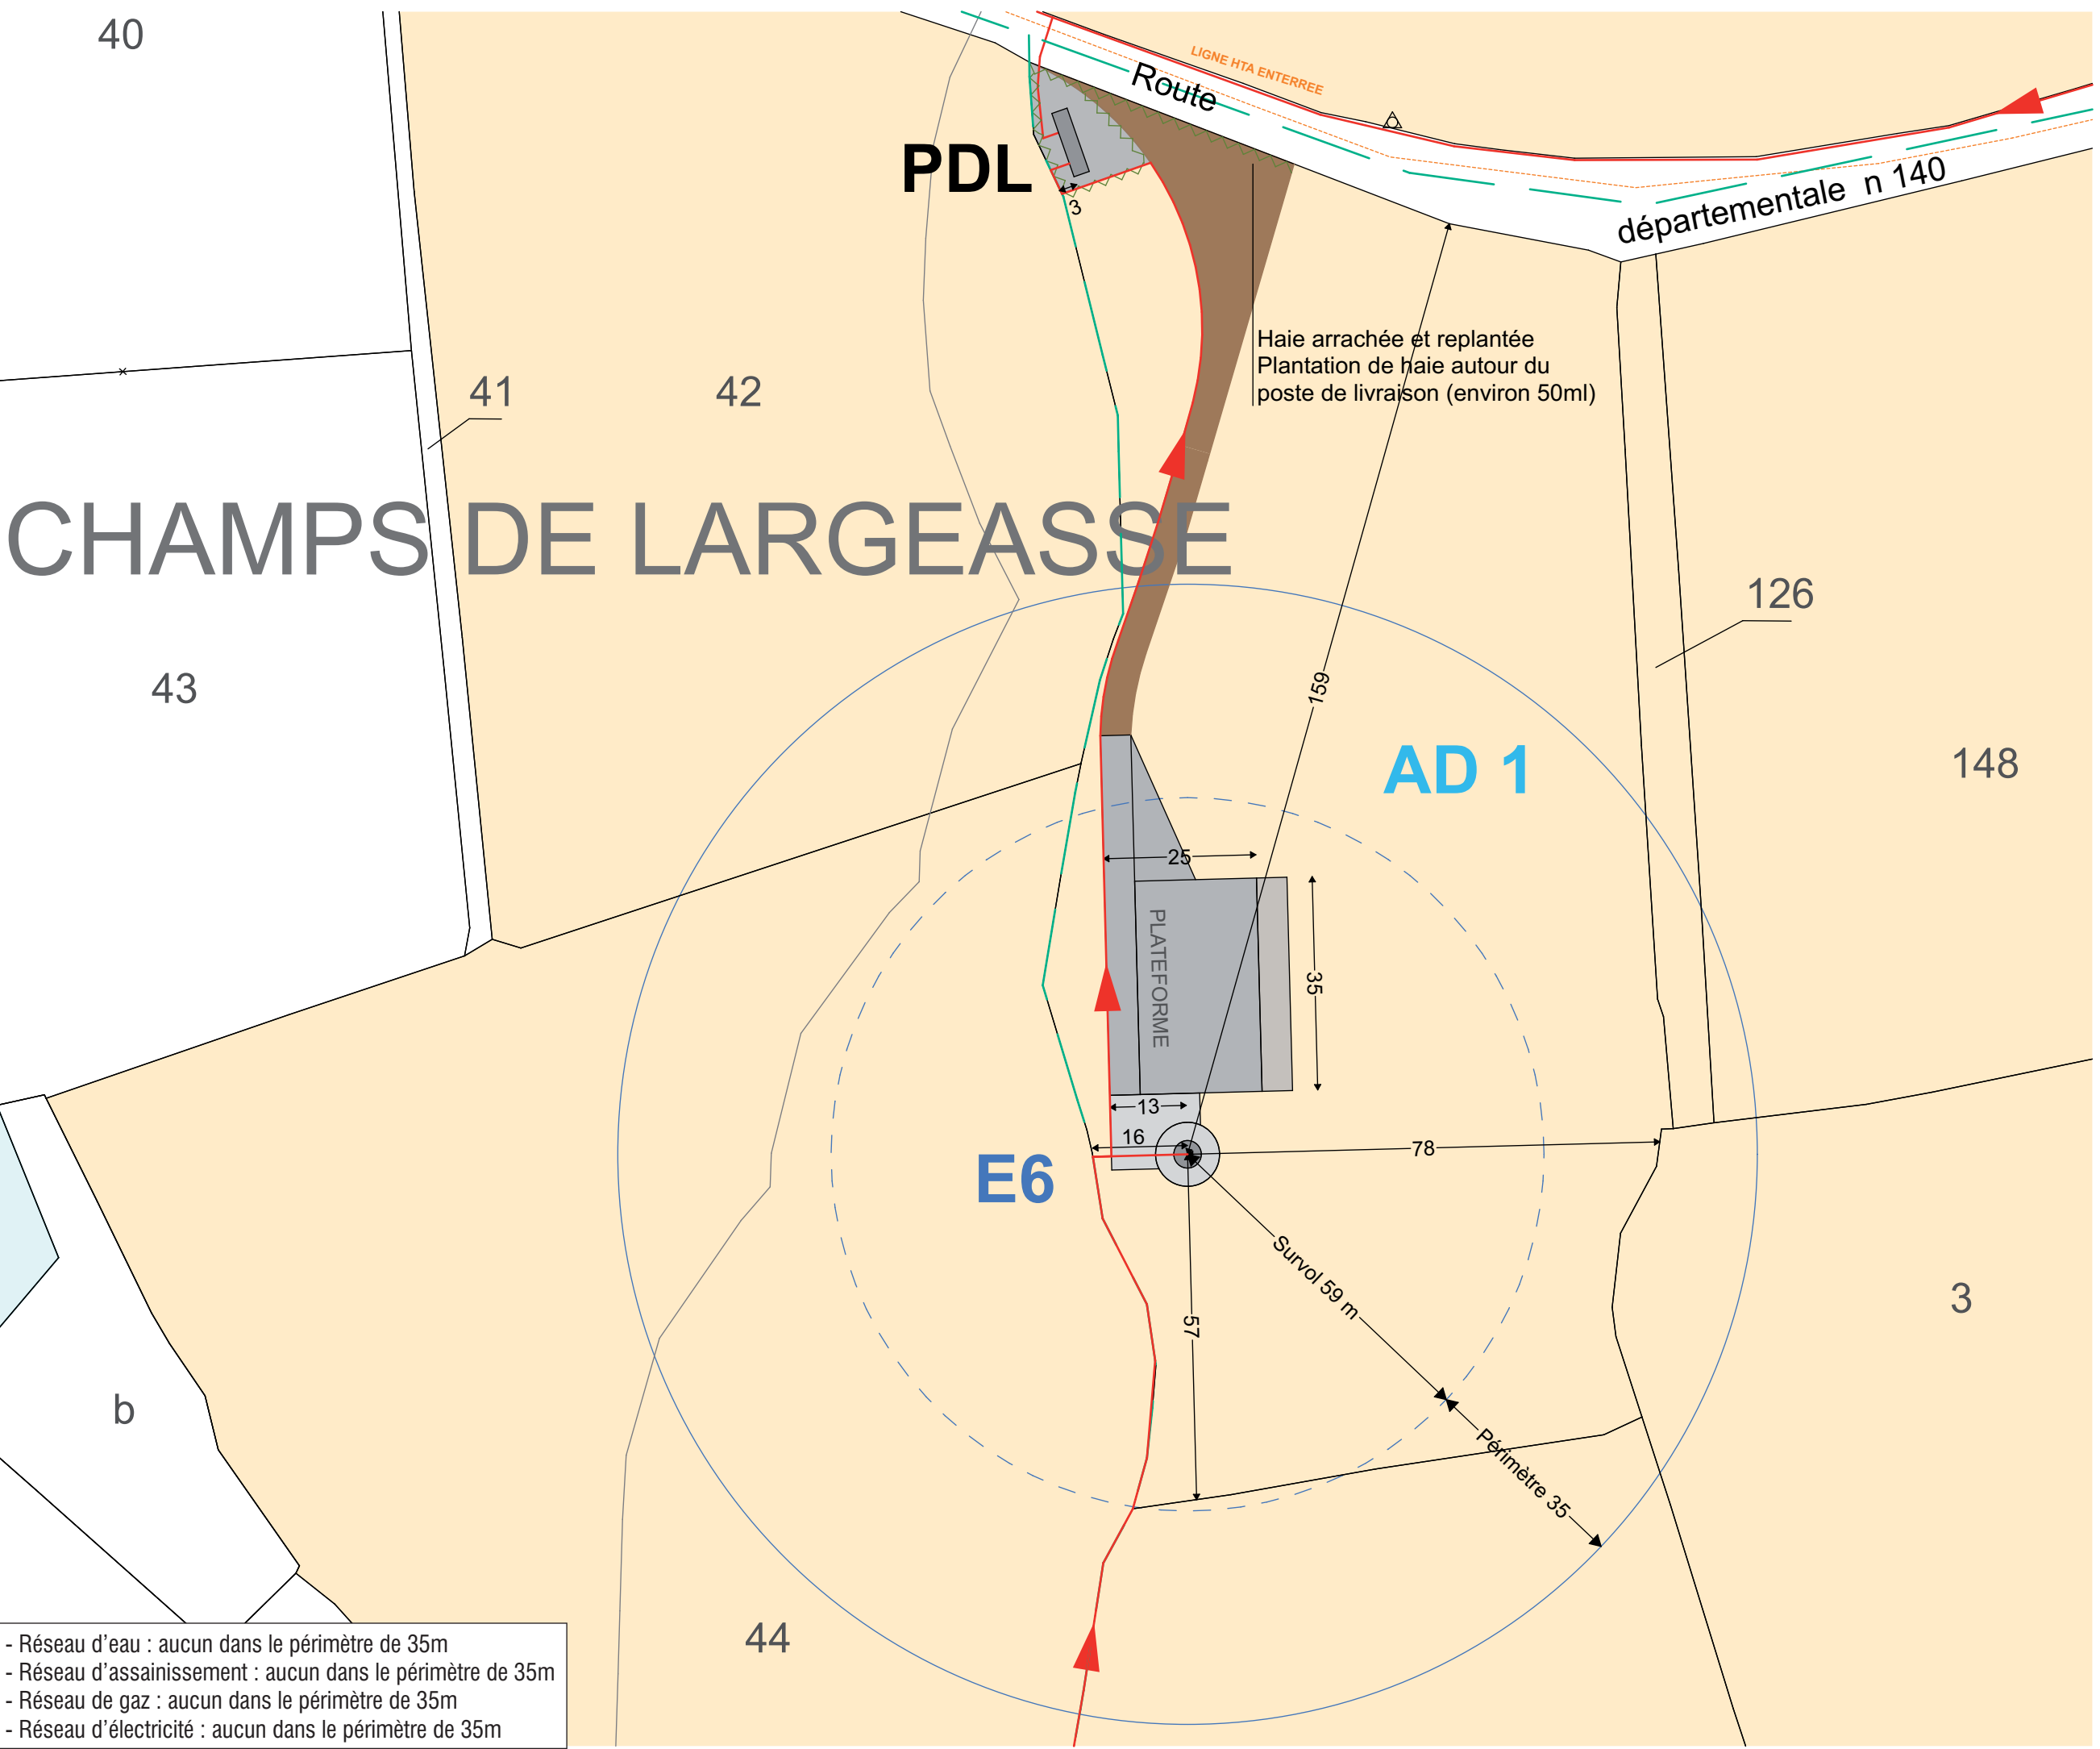 40
LIGNE HTA ENTERREE
Route
PDL
départementale n 140
3
Haie arrachée et replantée
Plantation de haie autour du
poste de livraison (environ 50ml)
41
42
CHAMPS DE LARGEASSE
126
43
159
AD 1
148
25
PLATEFORME
35
13
16
78
E6
Survol 59 m
57
3
b
Périmètre 35
44
- Réseau d'eau : aucun dans le périmètre de 35m
- Réseau d'assainissement : aucun dans le périmètre de 35m
- Réseau de gaz : aucun dans le périmètre de 35m
- Réseau d'électricité : aucun dans le périmètre de 35m